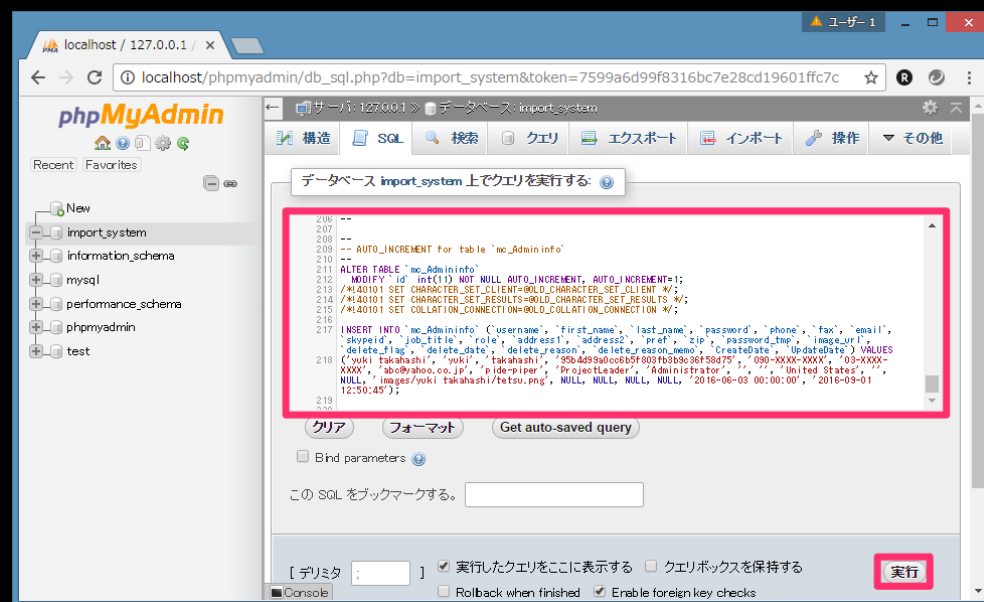 ユーザー 1
localhost / 127.0.0.1 /
localhost/phpmyadmin/db_sql.php?db=import_system&token=7599a6d99f8316bc7e28cd19601ffc7c
phpMyAdmin
Recent Favorites
New
import_system
information_schema
mysql
performance_schema
phpmyadmin
test
サーバ: 127.0.0.1 » データベース: import_system
構造 SQL 検索 クエリ エクスポート インポート 操作 その他
データベース import_system 上でクエリを実行する:
206 --
207
208 --
209 -- AUTO_INCREMENT for table `mc_Admininfo`
210 --
211 ALTER TABLE `mc_Admininfo`
212 MODIFY `id` int(11) NOT NULL AUTO_INCREMENT, AUTO_INCREMENT=1;
213 /*!40101 SET CHARACTER_SET_CLIENT=@OLD_CHARACTER_SET_CLIENT */;
214 /*!40101 SET CHARACTER_SET_RESULTS=@OLD_CHARACTER_SET_RESULTS */;
215 /*!40101 SET COLLATION_CONNECTION=@OLD_COLLATION_CONNECTION */;
216
217 INSERT INTO `mc_Admininfo` (`username`, `first_name`, `last_name`, `password`, `phone`, `fax`, `email`,
`skypeid`, `job_title`, `role`, `address1`, `address2`, `pref`, `zip`, `password_tmp`, `image_url`,
`delete_flag`, `delete_date`, `delete_reason`, `delete_reason_memo`, `CreateDate`, `UpdateDate`) VALUES
218 ('yuki takahashi', 'yuki', 'takahashi', '95b4d99a0cc6b5f803fb3b9c36f58d75', '090-XXXX-XXXX', '03-XXXX-
XXXX', 'abc@yahoo.co.jp', 'pide-piper', 'ProjectLeader', 'Administrator', '', '', 'United States', '',
NULL, 'images/yuki takahashi/tetsu.png', NULL, NULL, NULL, NULL, '2016-06-03 00:00:00', '2016-09-01
12:50:45');
219
クリア フォーマット Get auto-saved query
Bind parameters
この SQL をブックマークする。
[ デリミタ ; ] 実行したクエリをここに表示する クエリボックスを保持する 実行
Console Rollback when finished Enable foreign key checks